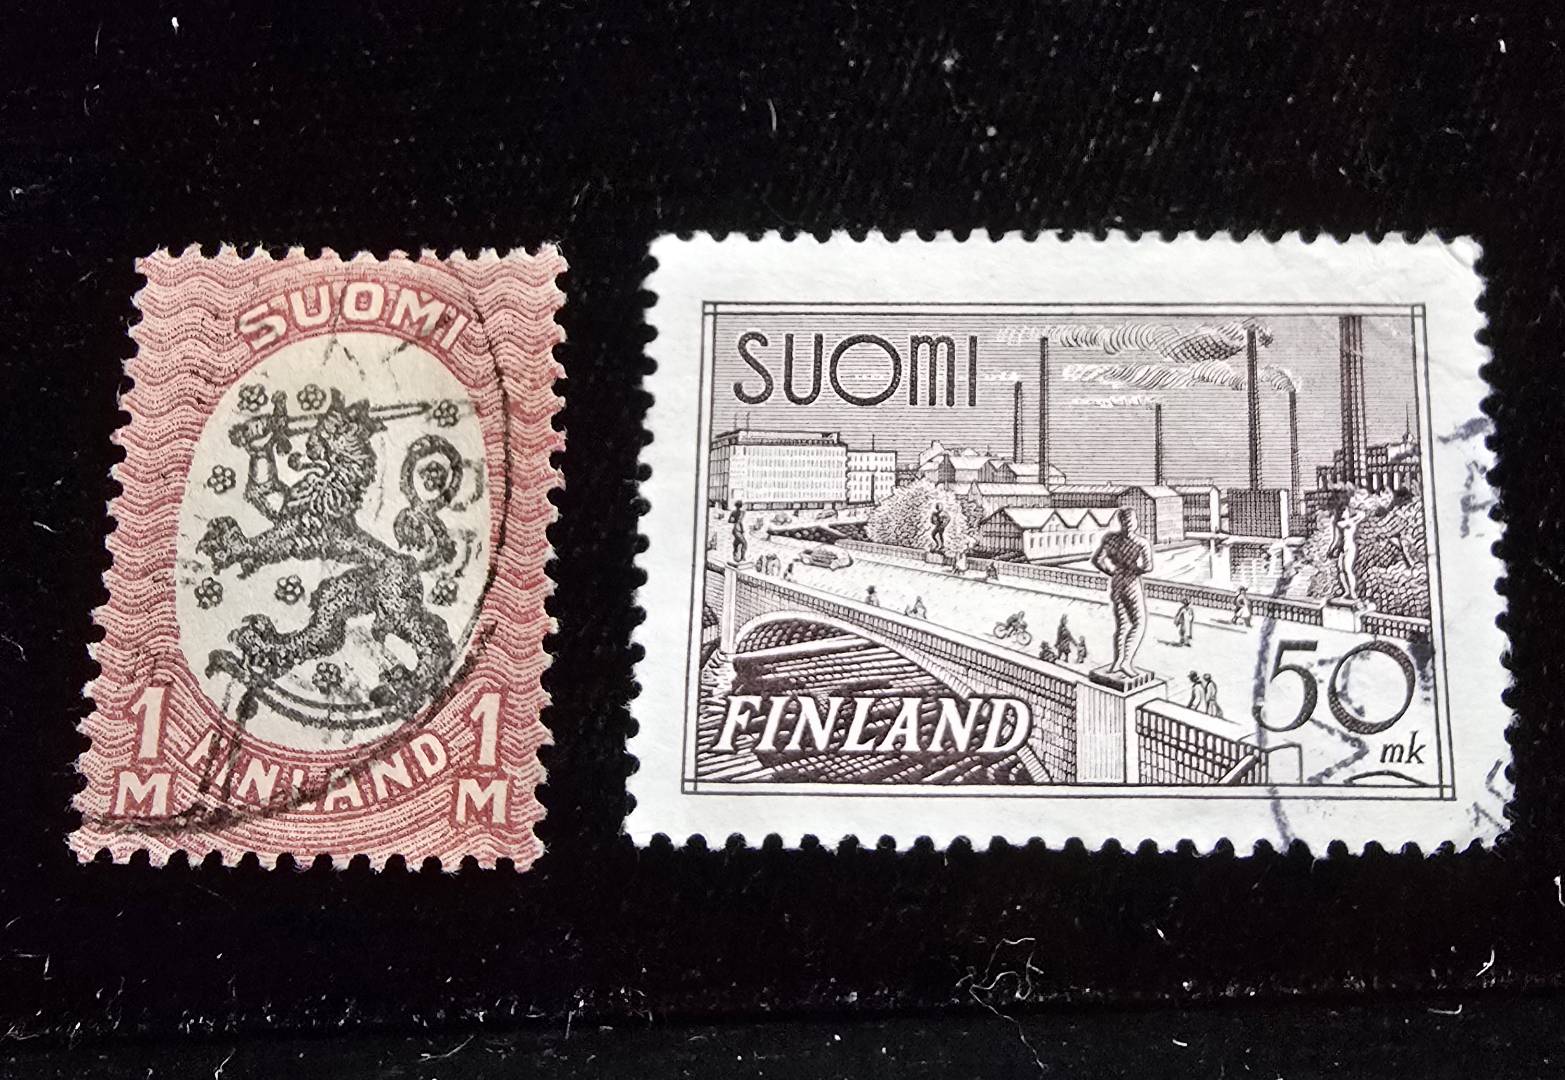 SUOMI
1 M
FINLAND
1 M
SUOMI
FINLAND
50
mk